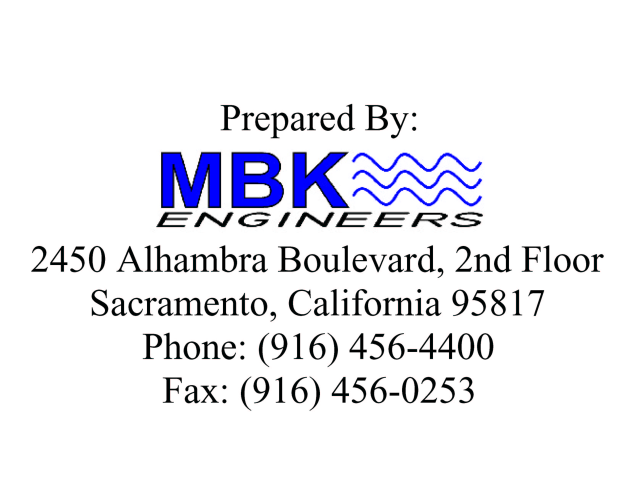 Prepared By:
MBK
ENGINEERS
2450 Alhambra Boulevard, 2nd Floor
Sacramento, California 95817
Phone: (916) 456-4400
Fax: (916) 456-0253